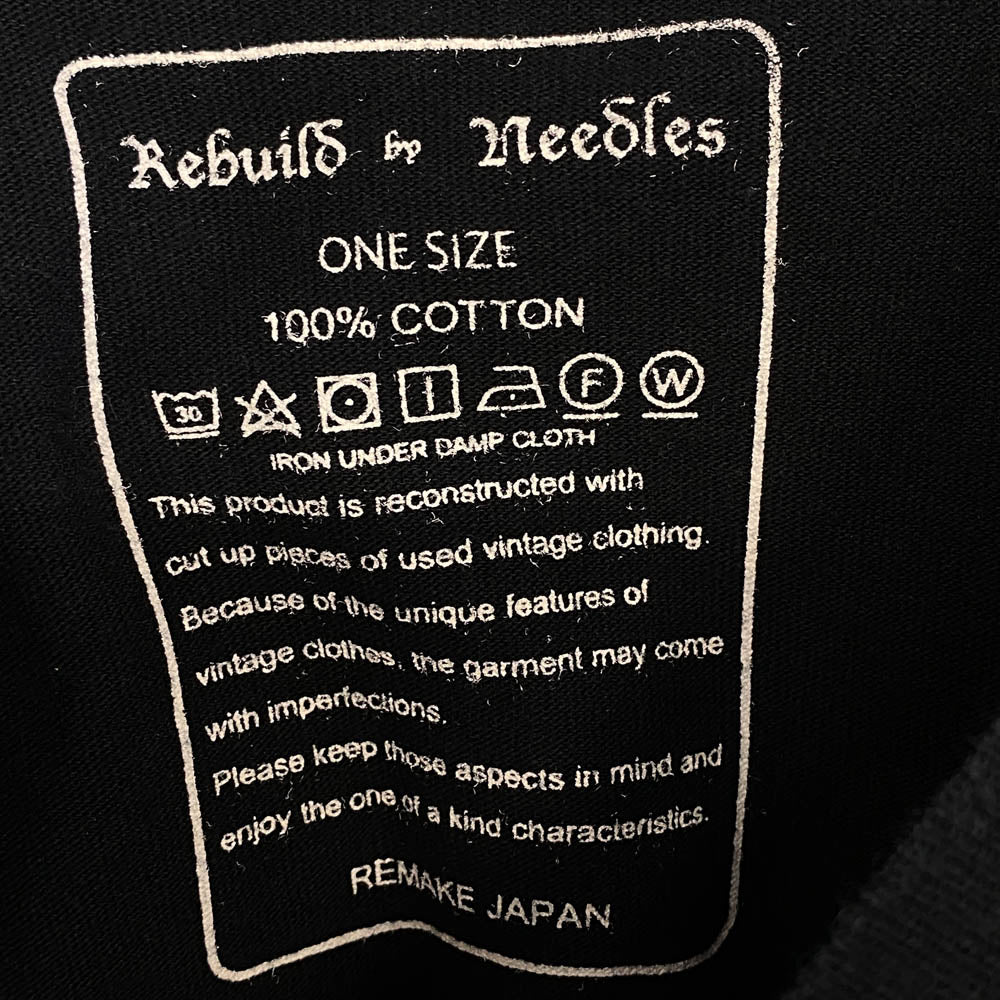 Rebuild by Needles
ONE SIZE
100% COTTON
30 F W
IRON UNDER DAMP CLOTH
This product is reconstructed with
cut up pieces of used vintage clothing.
Because of the unique features of
vintage clothes, the garment may come
with imperfections.
Please keep those aspects in mind and
enjoy the one of a kind characteristics.
REMAKE JAPAN